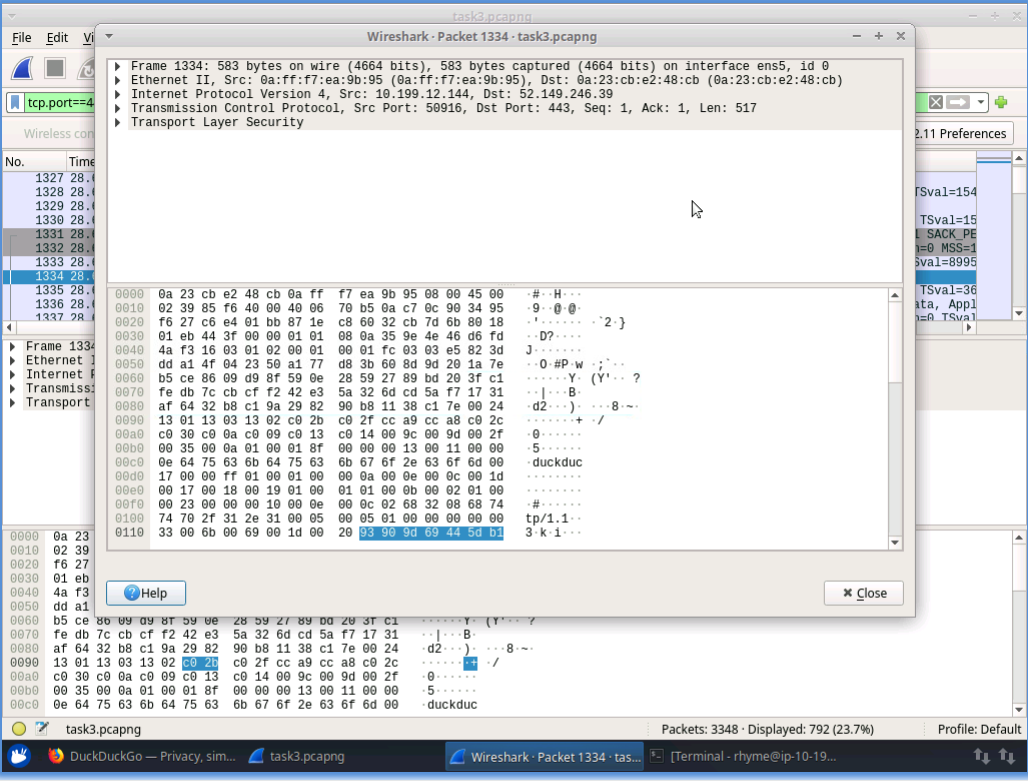 task3.pcapng
File Edit Vi
Wireshark · Packet 1334 · task3.pcapng
Frame 1334: 583 bytes on wire (4664 bits), 583 bytes captured (4664 bits) on interface ens5, id 0
Ethernet II, Src: 0a:ff:f7:ea:9b:95 (0a:ff:f7:ea:9b:95), Dst: 0a:23:cb:e2:48:cb (0a:23:cb:e2:48:cb)
Internet Protocol Version 4, Src: 10.199.12.144, Dst: 52.149.246.39
Transmission Control Protocol, Src Port: 50916, Dst Port: 443, Seq: 1, Ack: 1, Len: 517
Transport Layer Security
tcp.port==4
Wireless con
2.11 Preferences
No. Time
1327 28.
1328 28. TSval=154
1329 28.
1330 28. TSval=15
1331 28. SACK_PE
1332 28. =0 MSS=1
1333 28. Sval=8995
1334 28.
1335 28. TSval=36
1336 28. ata, Appl
1337 28. =0 TSval
0000 0a 23 cb e2 48 cb 0a ff f7 ea 9b 95 08 00 45 00 ·#··H···
0010 02 39 85 f6 40 00 40 06 70 b5 0a c7 0c 90 34 95 ·9··@·@·
0020 f6 27 c6 e4 01 bb 87 1e c8 60 32 cb 7d 6b 80 18 ·'······ ·`2·}
0030 01 eb 44 3f 00 00 01 01 08 0a 35 9e 4e 46 d6 fd ··D?····
0040 4a f3 16 03 01 02 00 01 00 01 fc 03 03 e5 82 3d J·······
0050 dd a1 4f 04 23 50 a1 77 d8 3b 60 8d 9d 20 1a 7e ··O·#P·w ·;`··
0060 b5 ce 86 09 d9 8f 59 0e 28 59 27 89 bd 20 3f c1 ······Y· (Y'·· ?
0070 fe db 7c cb cf f2 42 e3 5a 32 6d cd 5a f7 17 31 ··|···B·
0080 af 64 32 b8 c1 9a 29 82 90 b8 11 38 c1 7e 00 24 ·d2···)· ···8·~·
0090 13 01 13 03 13 02 c0 2b c0 2f cc a9 cc a8 c0 2c ·······+ ·/
00a0 c0 30 c0 0a c0 09 c0 13 c0 14 00 9c 00 9d 00 2f ·0······
00b0 00 35 00 0a 01 00 01 8f 00 00 00 13 00 11 00 00 ·5······
00c0 0e 64 75 63 6b 64 75 63 6b 67 6f 2e 63 6f 6d 00 ·duckduc
00d0 17 00 00 ff 01 00 01 00 00 0a 00 0e 00 0c 00 1d ········
00e0 00 17 00 18 00 19 01 00 01 01 00 0b 00 02 01 00 ········
00f0 00 23 00 00 00 10 00 0e 00 0c 02 68 32 08 68 74 ·#······
0100 74 70 2f 31 2e 31 00 05 00 05 01 00 00 00 00 00 tp/1.1··
0110 33 00 6b 00 69 00 1d 00 20 93 90 9d 69 44 5d b1 3·k·i···
Help
Close
Frame 1334
Ethernet I
Internet P
Transmissi
Transport
0000 0a 23
0010 02 39
0020 f6 27
0030 01 eb
0040 4a f3
0050 dd a1
0060 b5 ce 86 09 d9 8f 59 0e 28 59 27 89 bd 20 3f c1 ······Y· (Y'·· ?
0070 fe db 7c cb cf f2 42 e3 5a 32 6d cd 5a f7 17 31 ··|···B·
0080 af 64 32 b8 c1 9a 29 82 90 b8 11 38 c1 7e 00 24 ·d2···)· ···8·~·
0090 13 01 13 03 13 02 c0 2b c0 2f cc a9 cc a8 c0 2c ·······+ ·/
00a0 c0 30 c0 0a c0 09 c0 13 c0 14 00 9c 00 9d 00 2f ·0······
00b0 00 35 00 0a 01 00 01 8f 00 00 00 13 00 11 00 00 ·5······
00c0 0e 64 75 63 6b 64 75 63 6b 67 6f 2e 63 6f 6d 00 ·duckduc
task3.pcapng
Packets: 3348 · Displayed: 792 (23.7%)
Profile: Default
DuckDuckGo — Privacy, sim...
task3.pcapng
Wireshark · Packet 1334 · tas...
[Terminal - rhyme@ip-10-19...